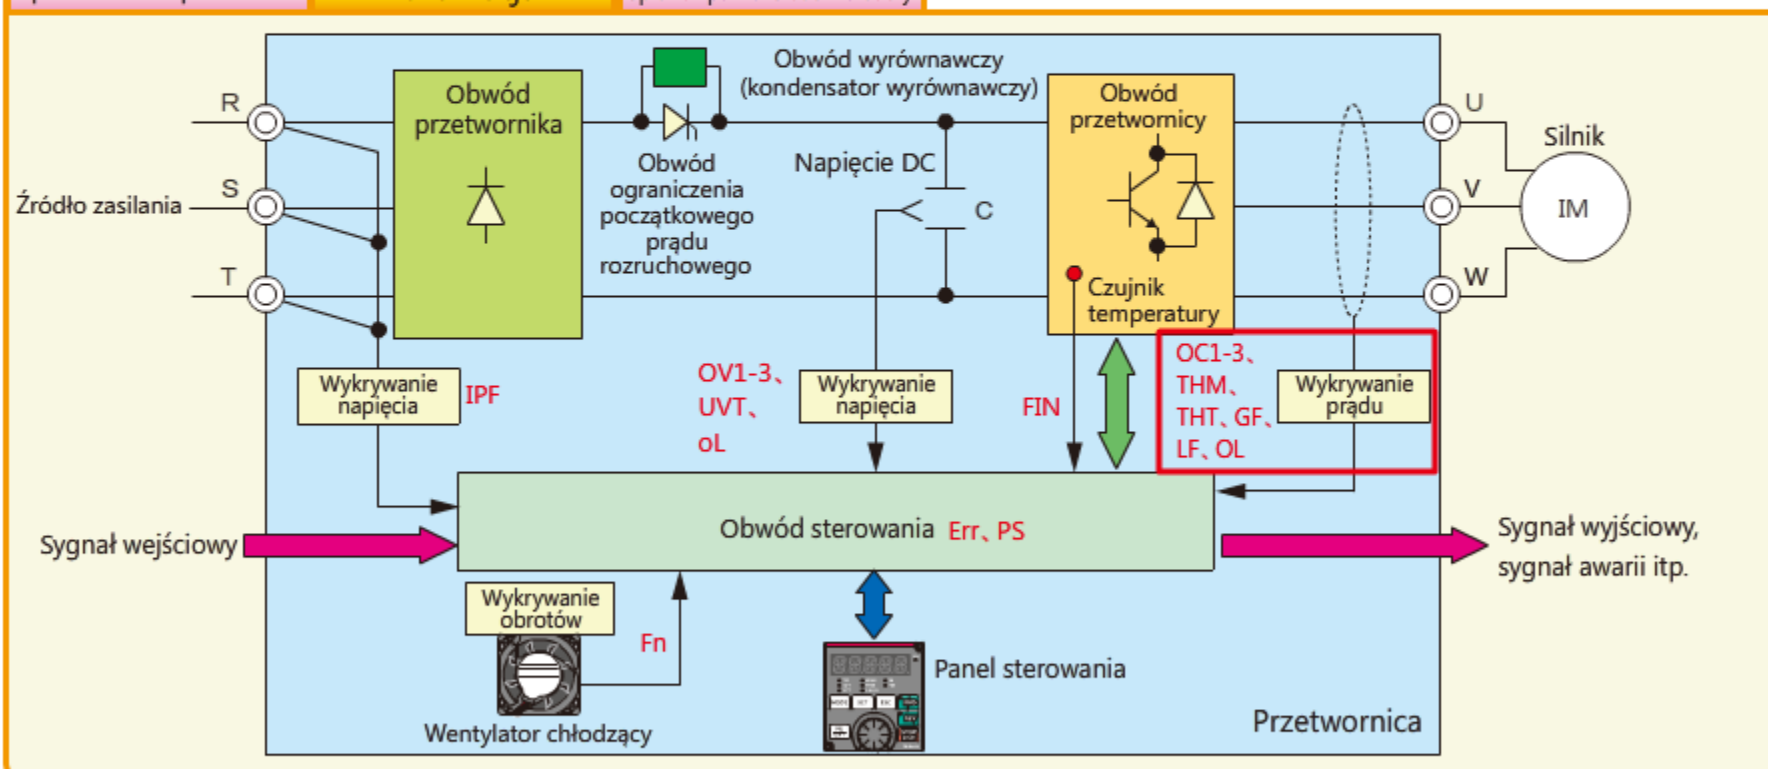 Obwód
przetwornika
Obwód wyrównawczy
(kondensator wyrównawczy)
Obwód
przetwornicy
R
S
T
Źródło zasilania
Obwód
ograniczenia
początkowego
prądu
rozruchowego
Napięcie DC
C
Czujnik
temperatury
U
V
W
Silnik
IM
Wykrywanie
napięcia
IPF
OV1-3、
UVT、
oL
Wykrywanie
napięcia
FIN
OC1-3、
THM、
THT、GF、
LF、OL
Wykrywanie
prądu
Sygnał wejściowy
Obwód sterowania Err、PS
Sygnał wyjściowy,
sygnał awarii itp.
Wykrywanie
obrotów
Fn
Wentylator chłodzący
Panel sterowania
Przetwornica